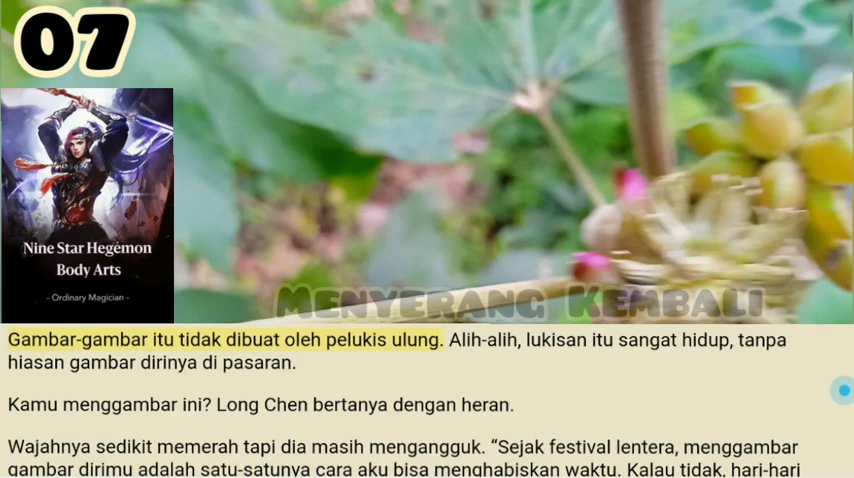 07
Nine Star Hegemon
Body Arts
- Ordinary Magician -
Menyerang Kembali
Gambar-gambar itu tidak dibuat oleh pelukis ulung. Alih-alih, lukisan itu sangat hidup, tanpa
hiasan gambar dirinya di pasaran.
Kamu menggambar ini? Long Chen bertanya dengan heran.
Wajahnya sedikit memerah tapi dia masih mengangguk. “Sejak festival lentera, menggambar
gambar dirimu adalah satu-satunya cara aku bisa menghabiskan waktu. Kalau tidak, hari-hari